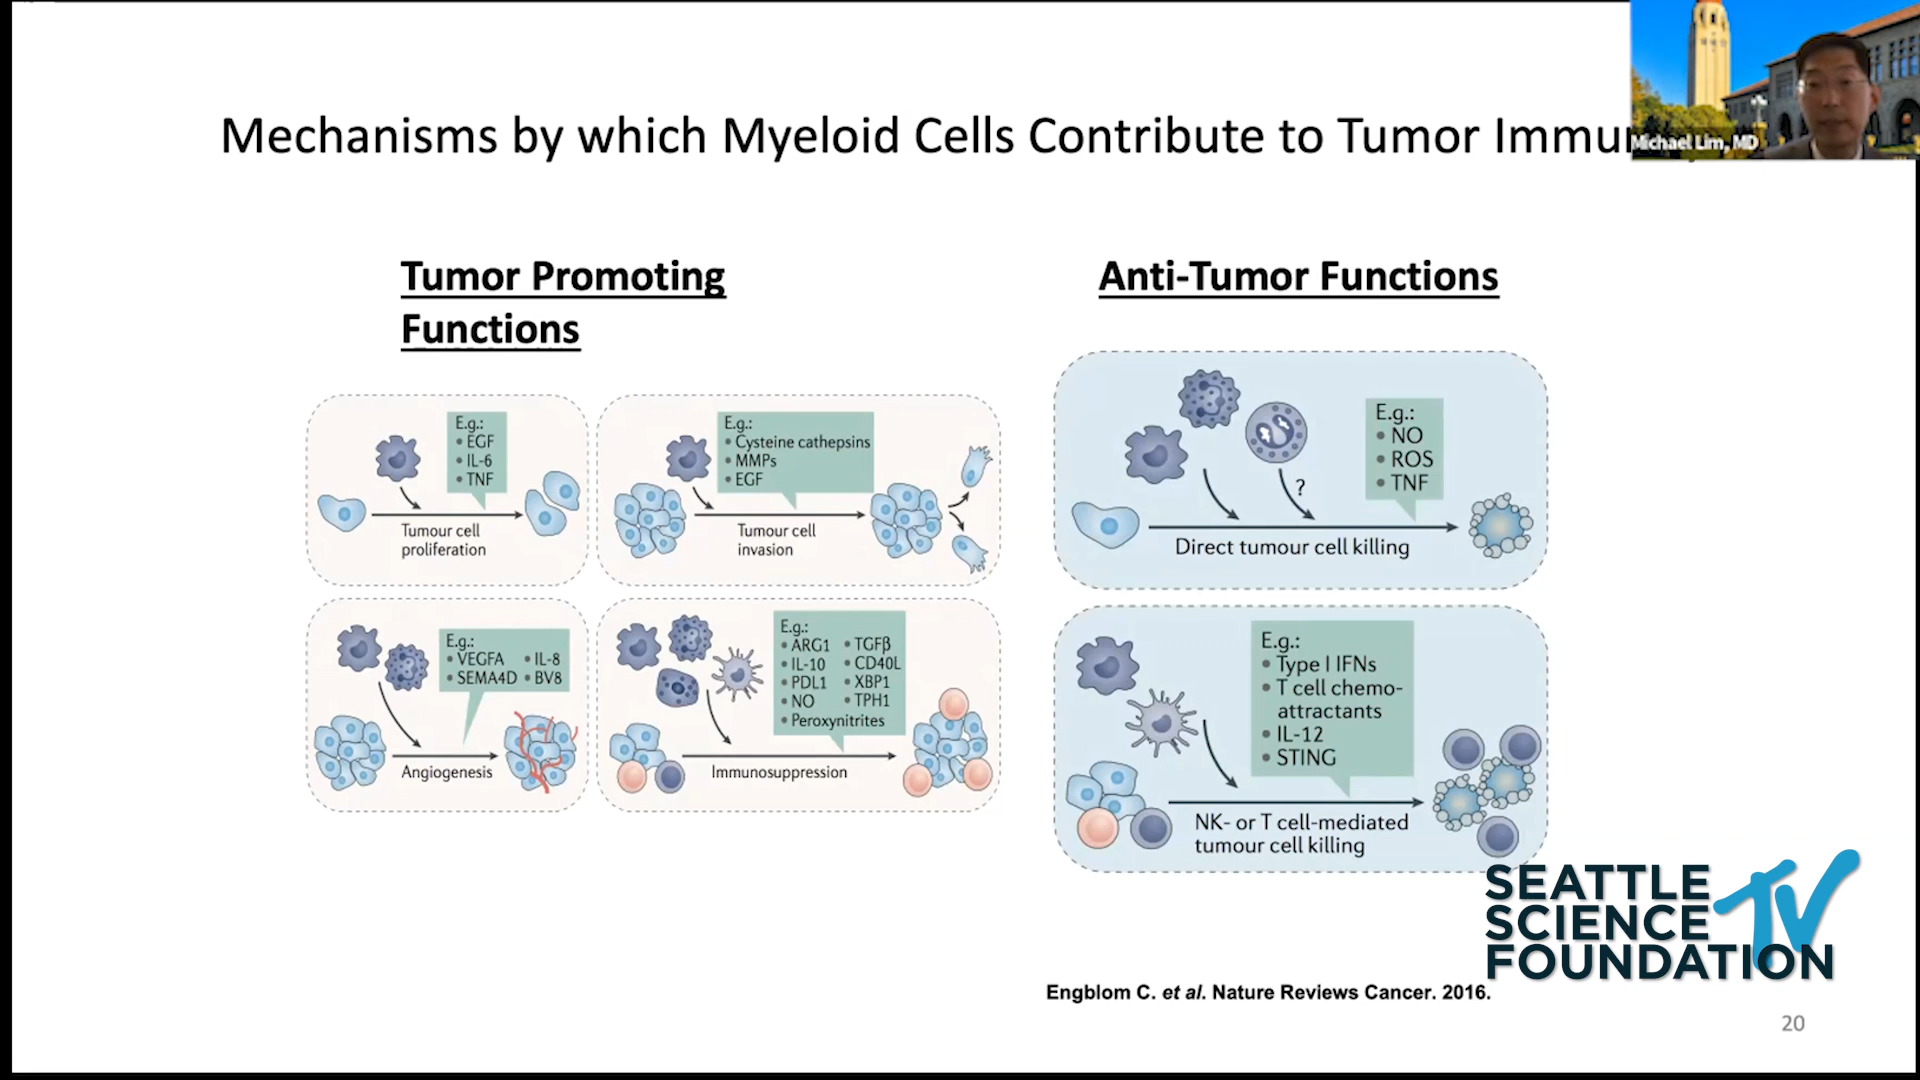 Mechanisms by which Myeloid Cells Contribute to Tumor Immu
Michael Lim, MD
Tumor Promoting
Functions
Anti-Tumor Functions
E.g.:
• EGF
• IL-6
• TNF
Tumour cell
proliferation
E.g.:
• Cysteine cathepsins
• MMPs
• EGF
Tumour cell
invasion
E.g.:
• VEGFA • IL-8
• SEMA4D • BV8
Angiogenesis
E.g.:
• ARG1 • TGFβ
• IL-10 • CD40L
• PDL1 • XBP1
• NO • TPH1
• Peroxynitrites
Immunosuppression
E.g.:
• NO
• ROS
• TNF
?
Direct tumour cell killing
E.g.:
• Type I IFNs
• T cell chemo-
attractants
• IL-12
• STING
NK- or T cell-mediated
tumour cell killing
SEATTLE
SCIENCE
FOUNDATION
TV
Engblom C. et al. Nature Reviews Cancer. 2016.
20